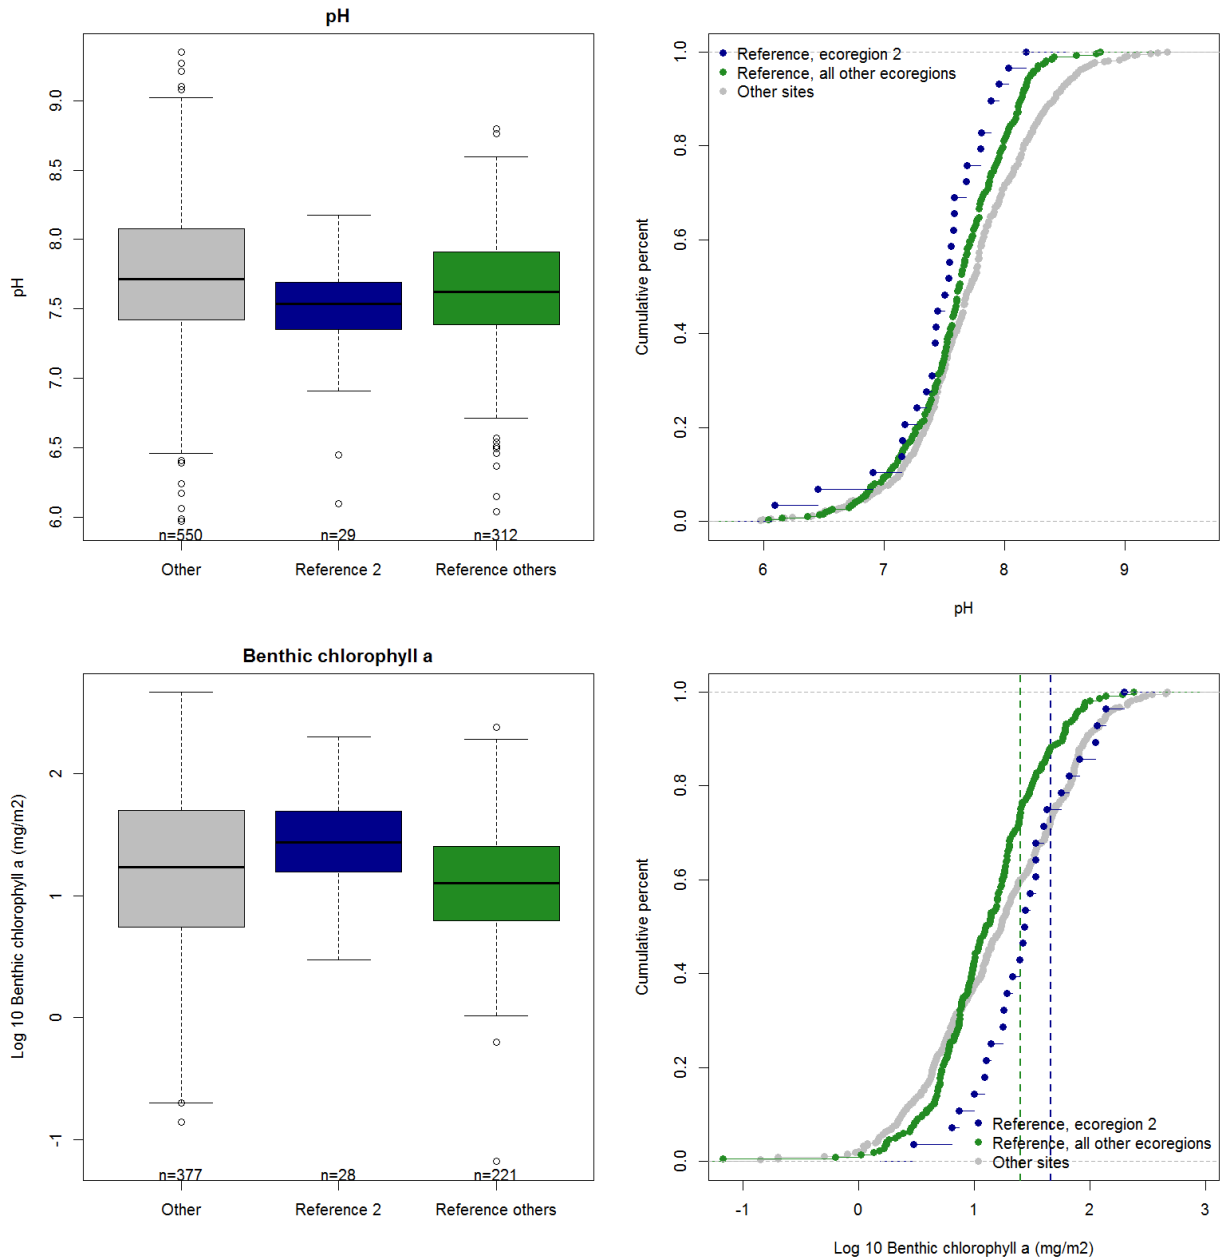 pH
pH
9.0
8.5
8.0
7.5
7.0
6.5
6.0
n=550
n=29
n=312
Other
Reference 2
Reference others
Reference, ecoregion 2
Reference, all other ecoregions
Other sites
Cumulative percent
1.0
0.8
0.6
0.4
0.2
0.0
6
7
8
9
pH
Benthic chlorophyll a
Log 10 Benthic chlorophyll a (mg/m2)
2
1
0
-1
n=377
n=28
n=221
Other
Reference 2
Reference others
Cumulative percent
1.0
0.8
0.6
0.4
0.2
0.0
Reference, ecoregion 2
Reference, all other ecoregions
Other sites
-1
0
1
2
3
Log 10 Benthic chlorophyll a (mg/m2)